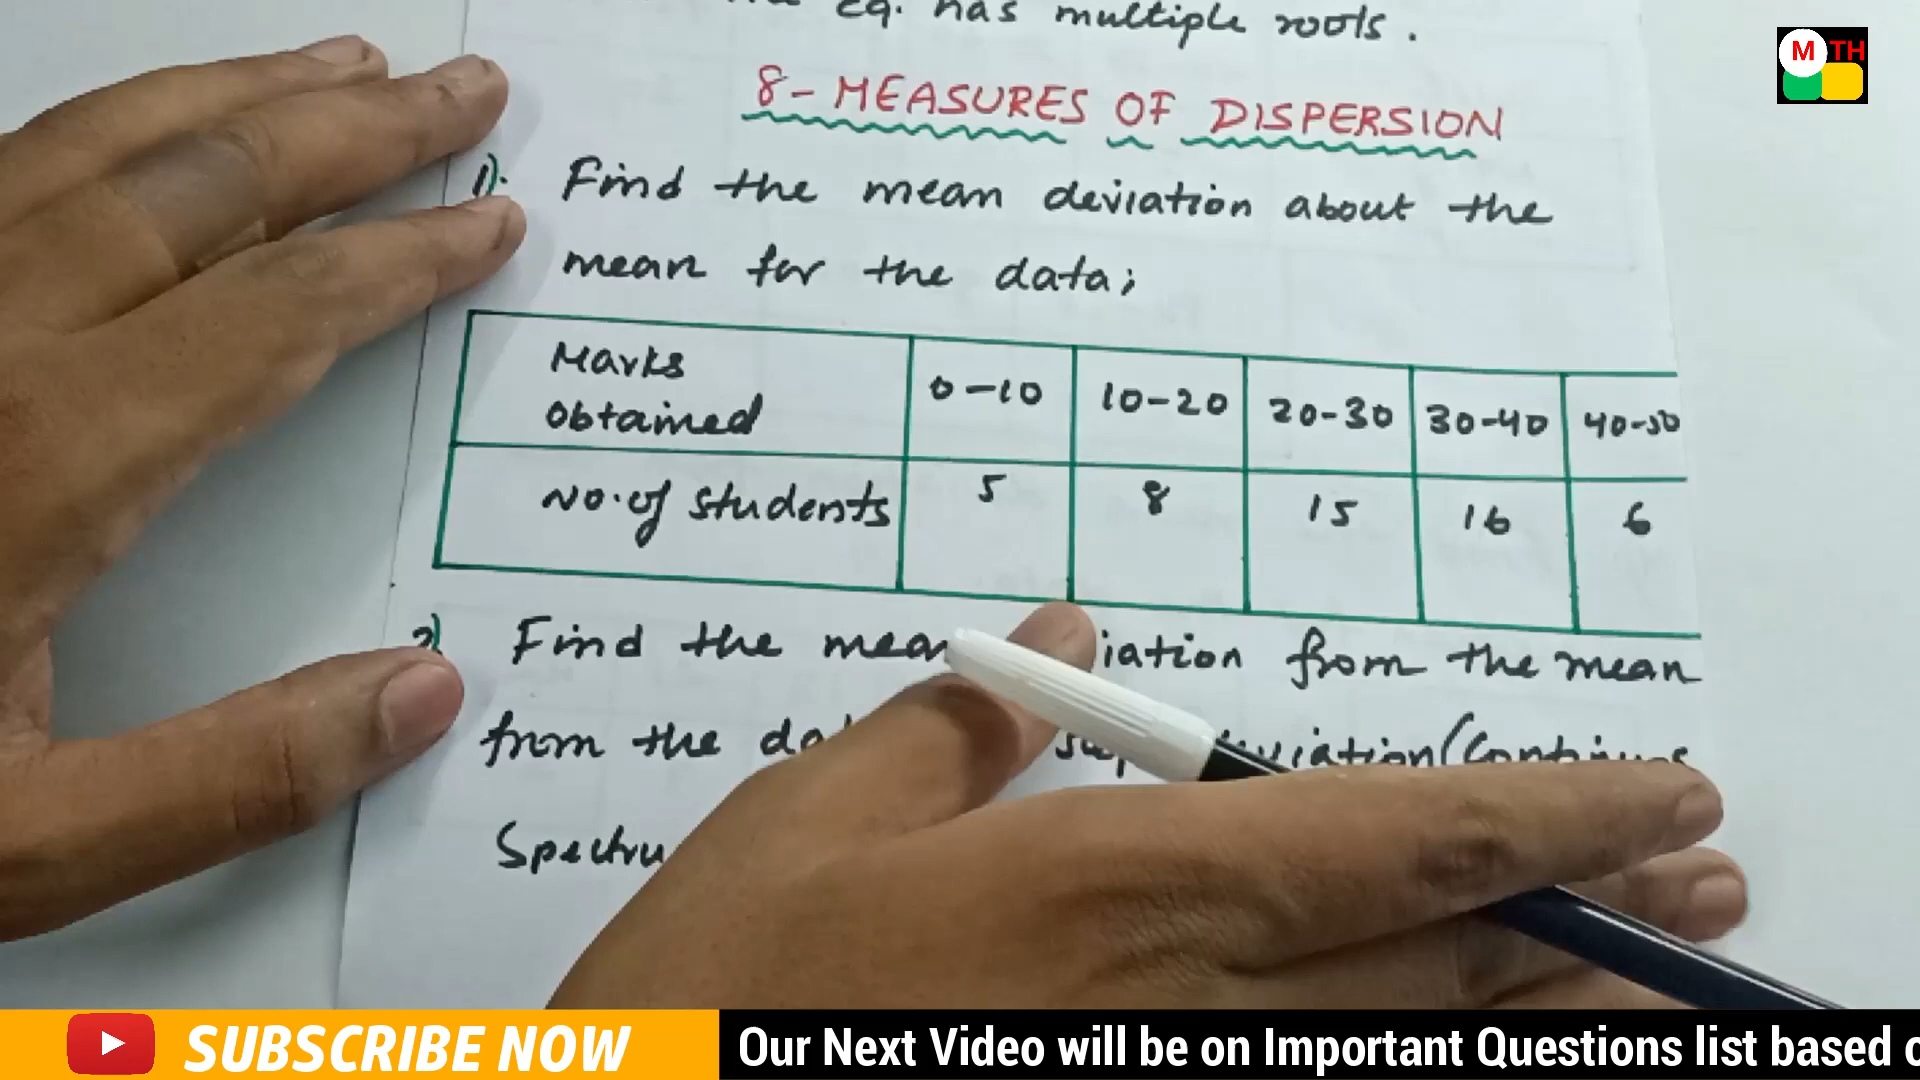 Eq. has multiple roots.
M TH
8- MEASURES OF DISPERSION
1). Find the mean deviation about the
mean for the data;
Marks
Obtained
0-10
10-20
20-30
30-40
40-50
No. of students
5
8
15
16
6
2) Find the mean iation from the mean
from the
Spectru
SUBSCRIBE NOW
Our Next Video will be on Important Questions list based o